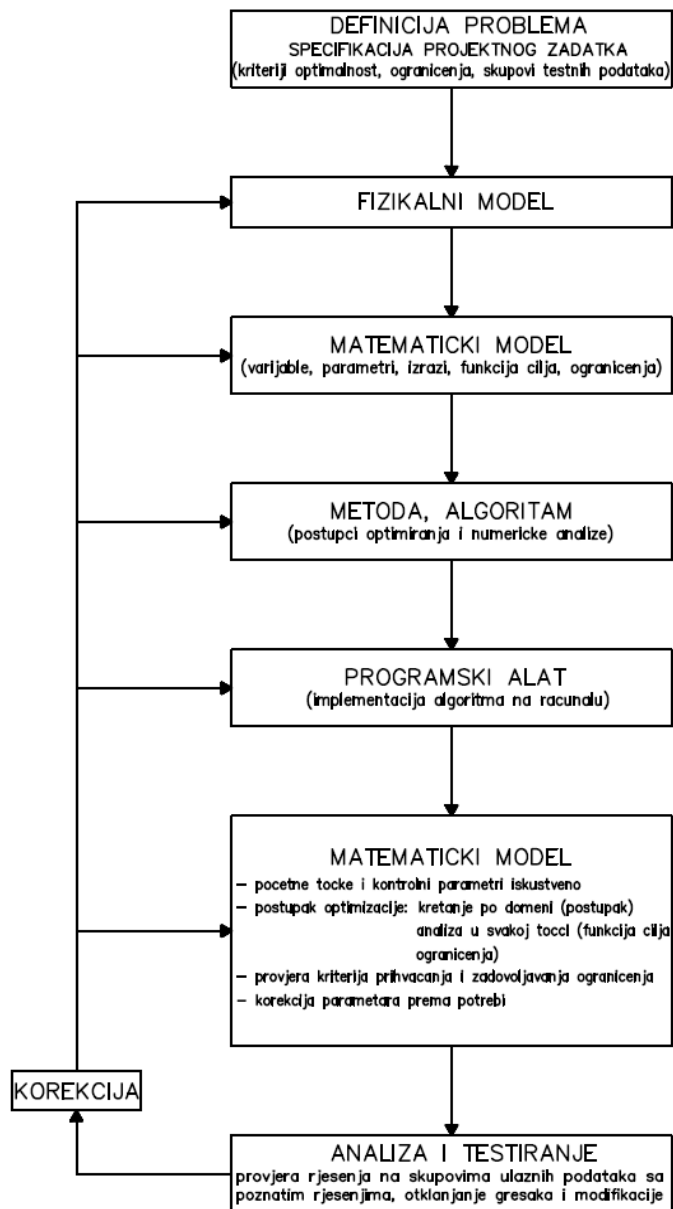 DEFINICIJA PROBLEMA
SPECIFIKACIJA PROJEKTNOG ZADATKA
(kriteriji optimalnost, ogranicenja, skupovi testnih podataka)
FIZIKALNI MODEL
MATEMATICKI MODEL
(varijable, parametri, izrazi, funkcija cilja, ogranicenja)
METODA, ALGORITAM
(postupci optimiranja i numericke analize)
PROGRAMSKI ALAT
(implementacija algoritma na racunalu)
MATEMATICKI MODEL
– pocetne tocke i kontrolni parametri iskustveno
– postupak optimizacije: kretanje po domeni (postupak)
analiza u svakoj tocci (funkcija cilja
ogranicenja)
– provjera kriterija prihvacanja i zadovoljavanja ogranicenja
– korekcija parametara prema potrebi
KOREKCIJA
ANALIZA I TESTIRANJE
provjera rjesenja na skupovima ulaznih podataka sa
poznatim rjesenjima, otklanjanje gresaka i modifikacije